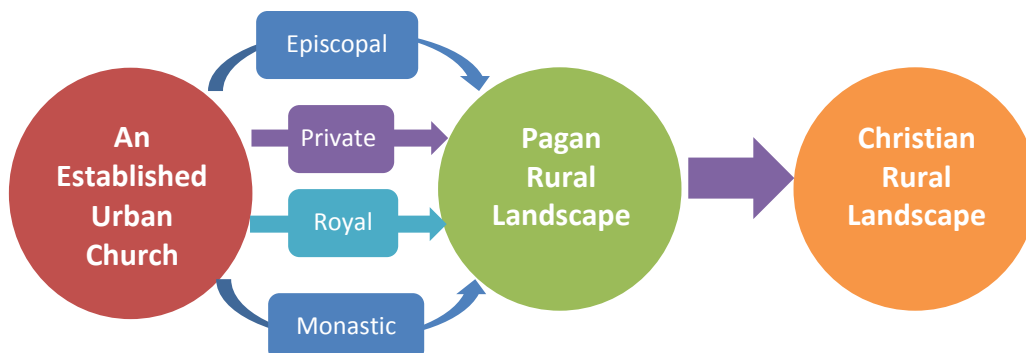 An
Established
Urban
Church
Episcopal
Private
Royal
Monastic
Pagan
Rural
Landscape
Christian
Rural
Landscape